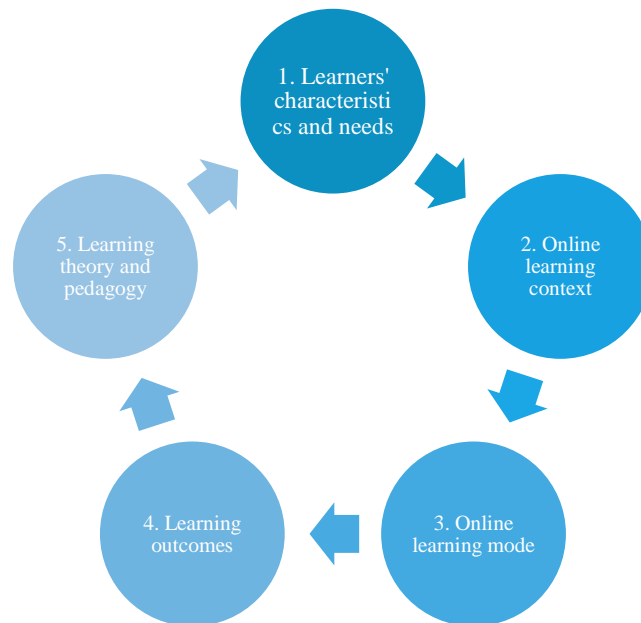 1. Learners'
characteristi
cs and needs
2. Online
learning
context
3. Online
learning mode
4. Learning
outcomes
5. Learning
theory and
pedagogy